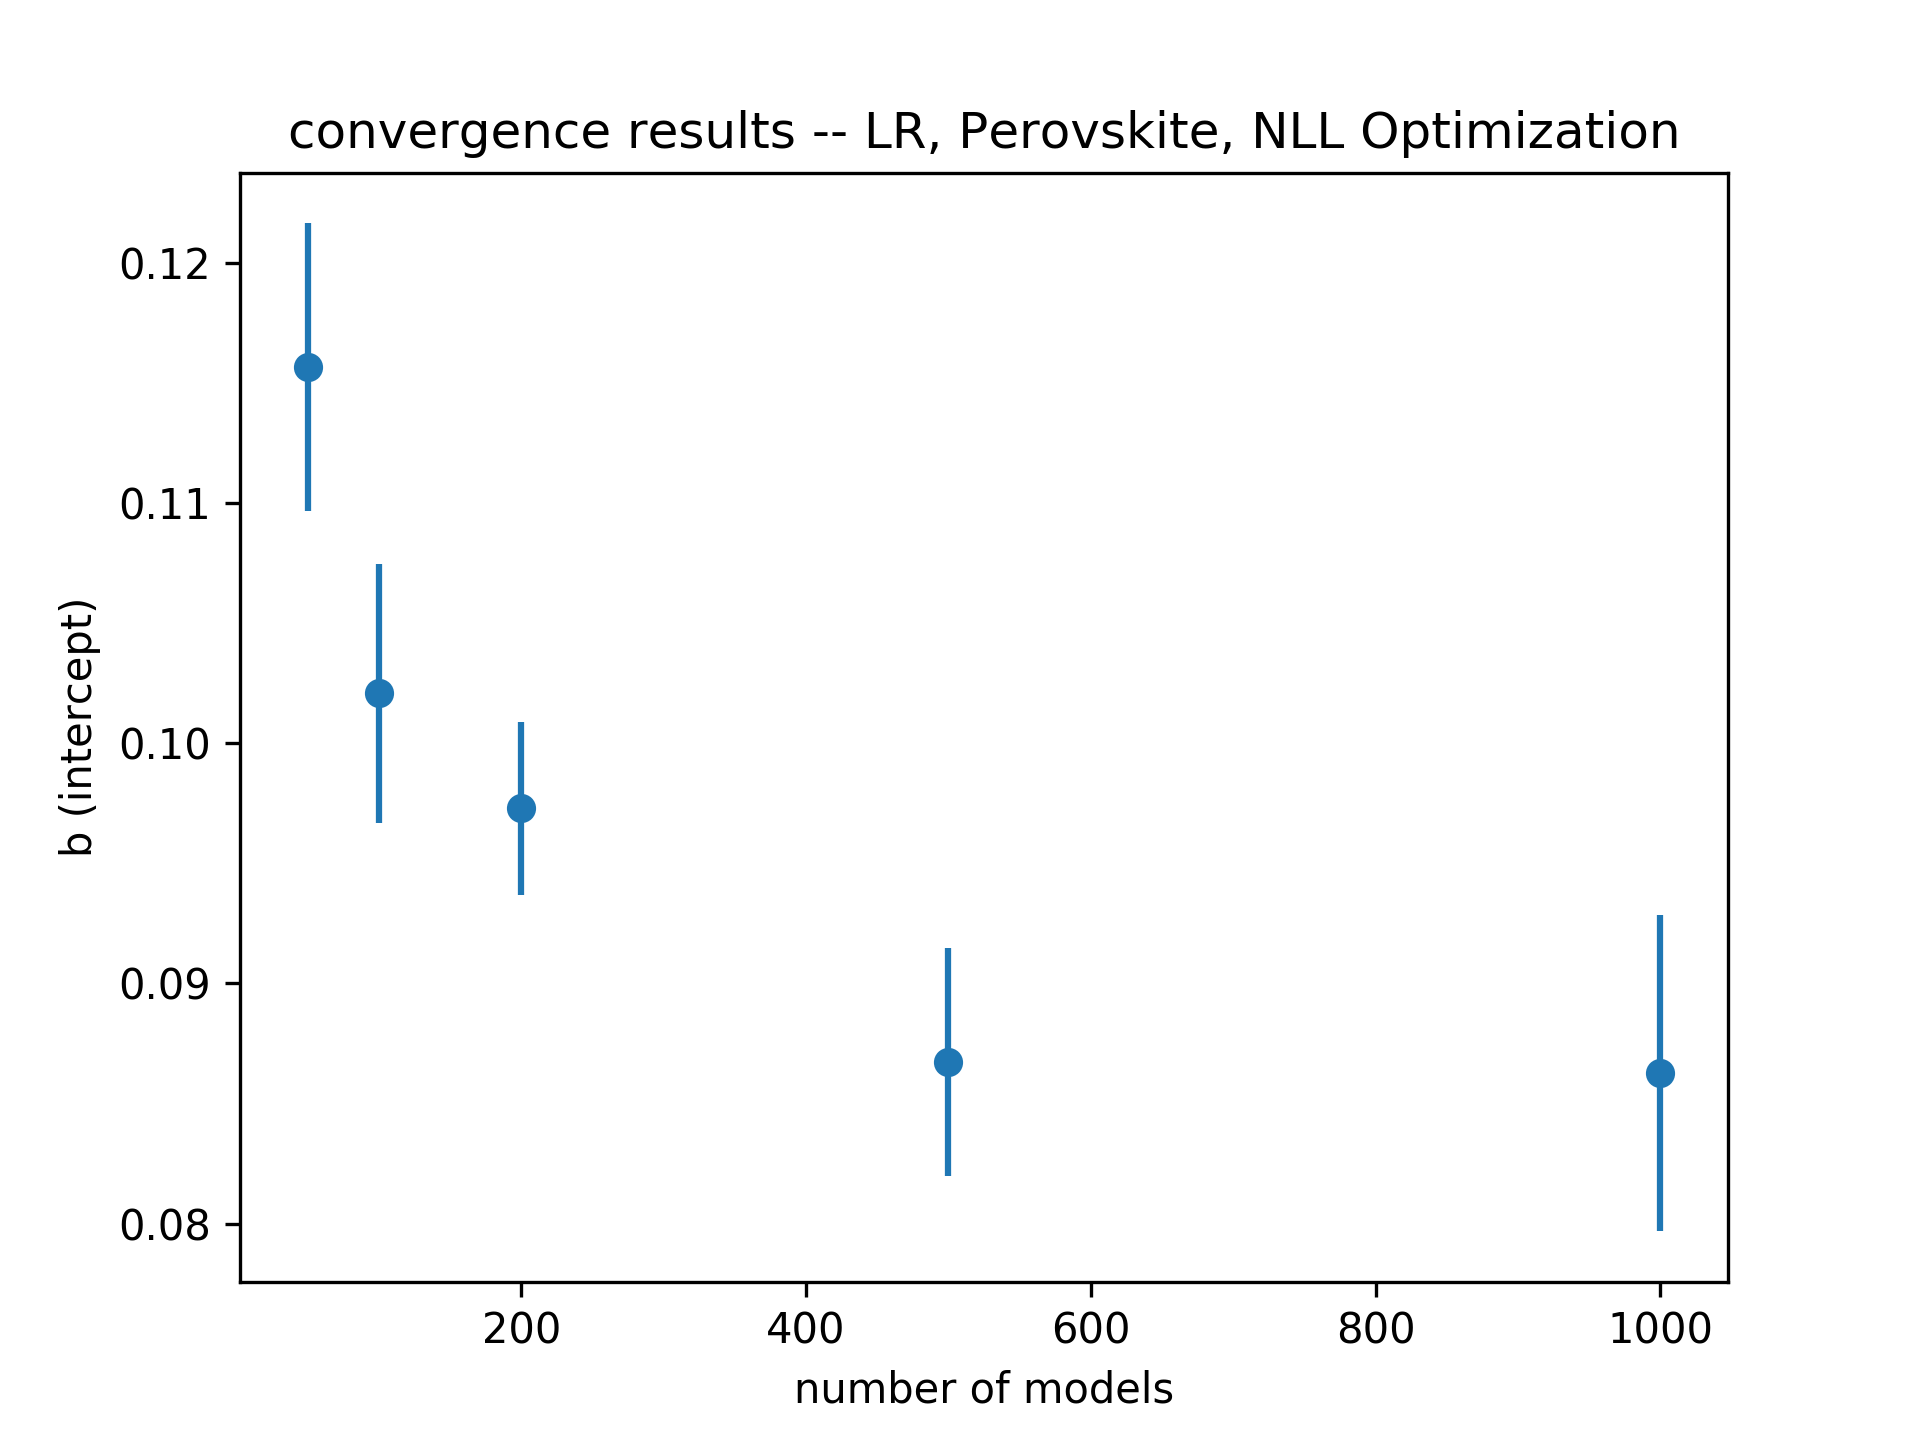 convergence results -- LR, Perovskite, NLL Optimization
0.12
0.11
0.10
0.09
0.08
b (intercept)
200 400 600 800 1000
number of models